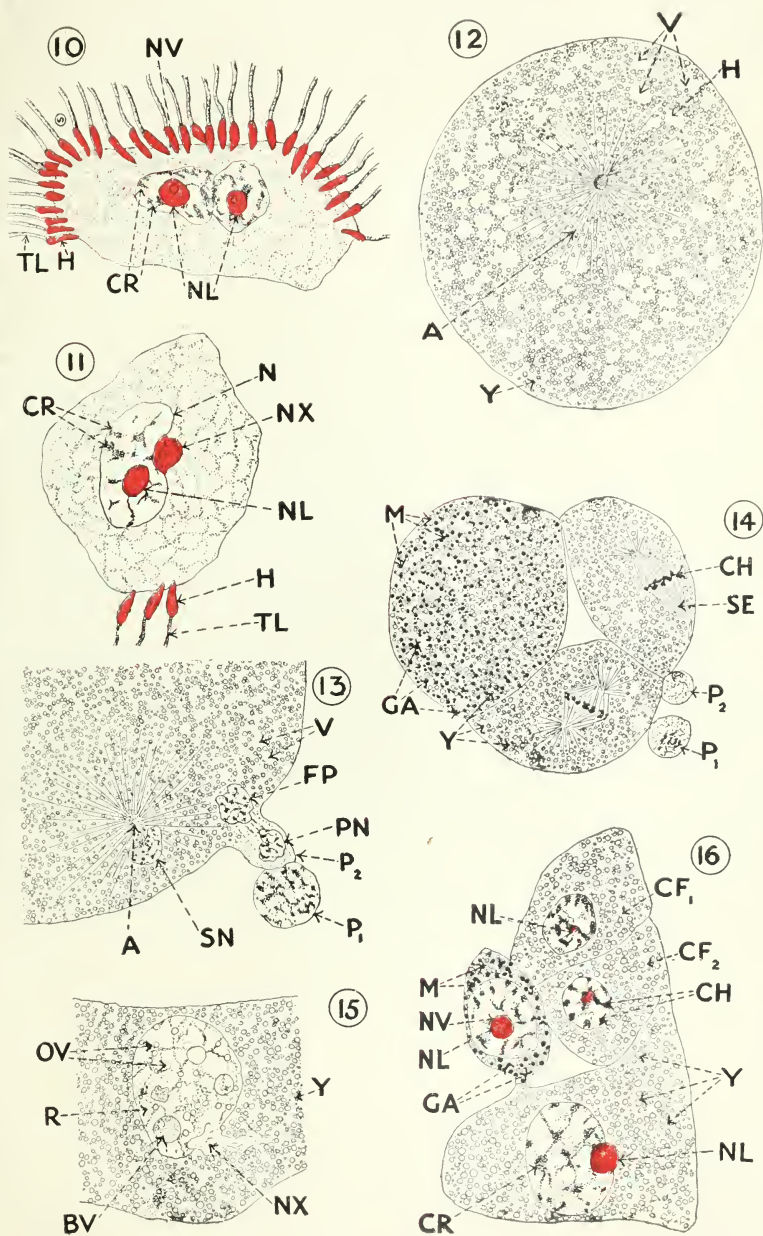 10
NV
S
TL
H
CR
NL
12
V
H
A
Y
11
CR
N
NX
NL
H
TL
14
M
CH
SE
GA
Y
P2
P1
13
V
FP
PN
P2
P1
A
SN
15
OV
R
Y
BV
NX
16
NL
CF1
CF2
M
NV
NL
CH
GA
Y
NL
CR